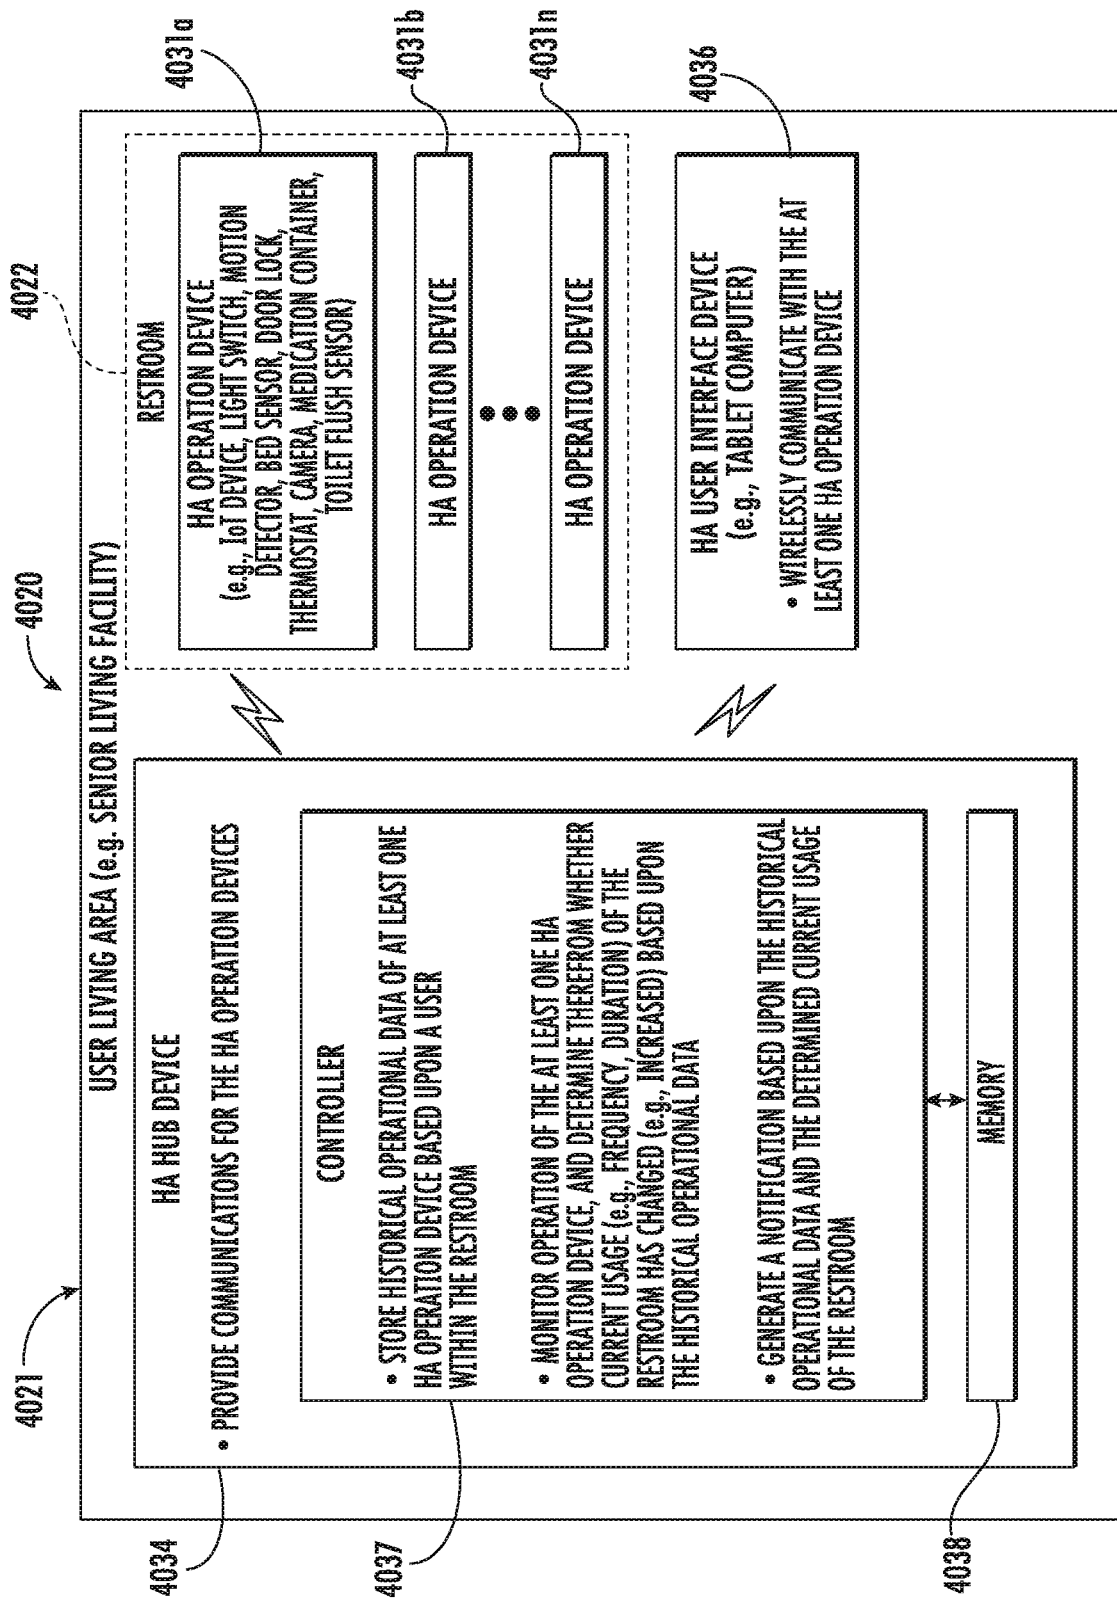 4021
4020
USER LIVING AREA (e.g. SENIOR LIVING FACILITY)
4022
4034
HA HUB DEVICE
• PROVIDE COMMUNICATIONS FOR THE HA OPERATION DEVICES
4037
CONTROLLER
• STORE HISTORICAL OPERATIONAL DATA OF AT LEAST ONE
HA OPERATION DEVICE BASED UPON A USER
WITHIN THE RESTROOM
• MONITOR OPERATION OF THE AT LEAST ONE HA
OPERATION DEVICE, AND DETERMINE THEREFROM WHETHER
CURRENT USAGE (e.g., FREQUENCY, DURATION) OF THE
RESTROOM HAS CHANGED (e.g., INCREASED) BASED UPON
THE HISTORICAL OPERATIONAL DATA
• GENERATE A NOTIFICATION BASED UPON THE HISTORICAL
OPERATIONAL DATA AND THE DETERMINED CURRENT USAGE
OF THE RESTROOM
4038
MEMORY
RESTROOM
4031a
HA OPERATION DEVICE
(e.g., IoT DEVICE, LIGHT SWITCH, MOTION
DETECTOR, BED SENSOR, DOOR LOCK,
THERMOSTAT, CAMERA, MEDICATION CONTAINER,
TOILET FLUSH SENSOR)
4031b
HA OPERATION DEVICE
4031n
HA OPERATION DEVICE
4036
HA USER INTERFACE DEVICE
(e.g., TABLET COMPUTER)
• WIRELESSLY COMMUNICATE WITH THE AT
LEAST ONE HA OPERATION DEVICE